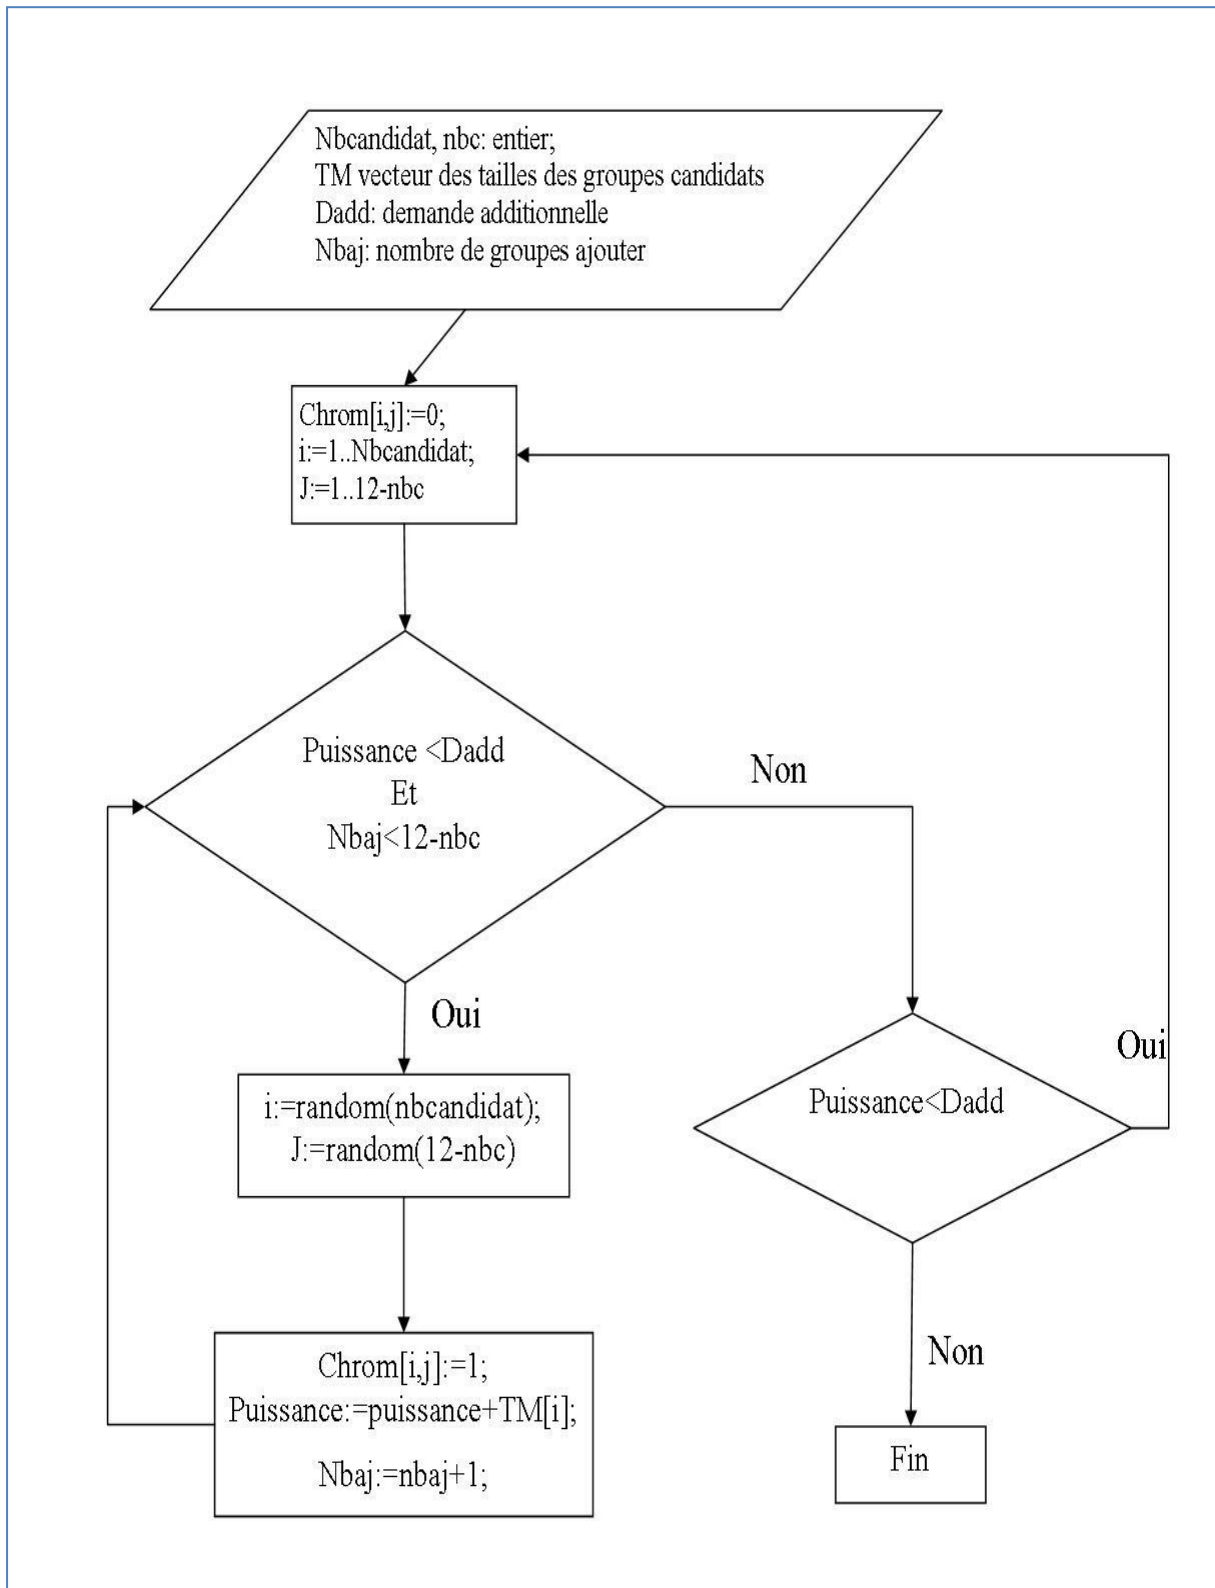 Nbcandidat, nbc: entier;
TM vecteur des tailles des groupes candidats
Dadd: demande additionnelle
Nbaj: nombre de groupes ajouter
Chrom[i,j]:=0;
i:=1..Nbcandidat;
J:=1..12-nbc
Puissance <Dadd
Et
Nbaj<12-nbc
Non
Oui
i:=random(nbcandidat);
J:=random(12-nbc)
Chrom[i,j]:=1;
Puissance:=puissance+TM[i];
Nbaj:=nbaj+1;
Puissance<Dadd
Oui
Non
Fin